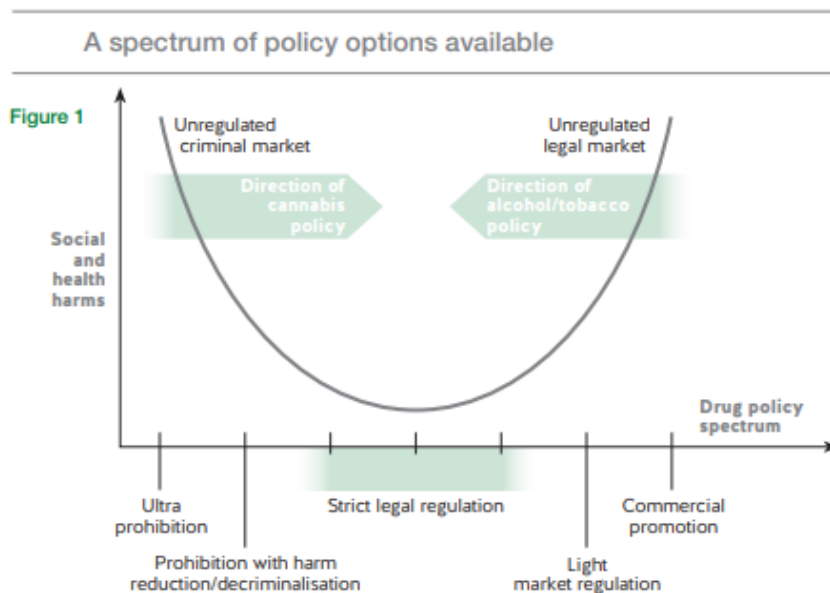 A spectrum of policy options available
Figure 1
Unregulated
criminal market
Unregulated
legal market
Direction of
cannabis
policy
Direction of
alcohol/tobacco
policy
Social
and
health
harms
Drug policy
spectrum
Ultra
prohibition
Strict legal regulation
Commercial
promotion
Prohibition with harm
reduction/decriminalisation
Light
market regulation